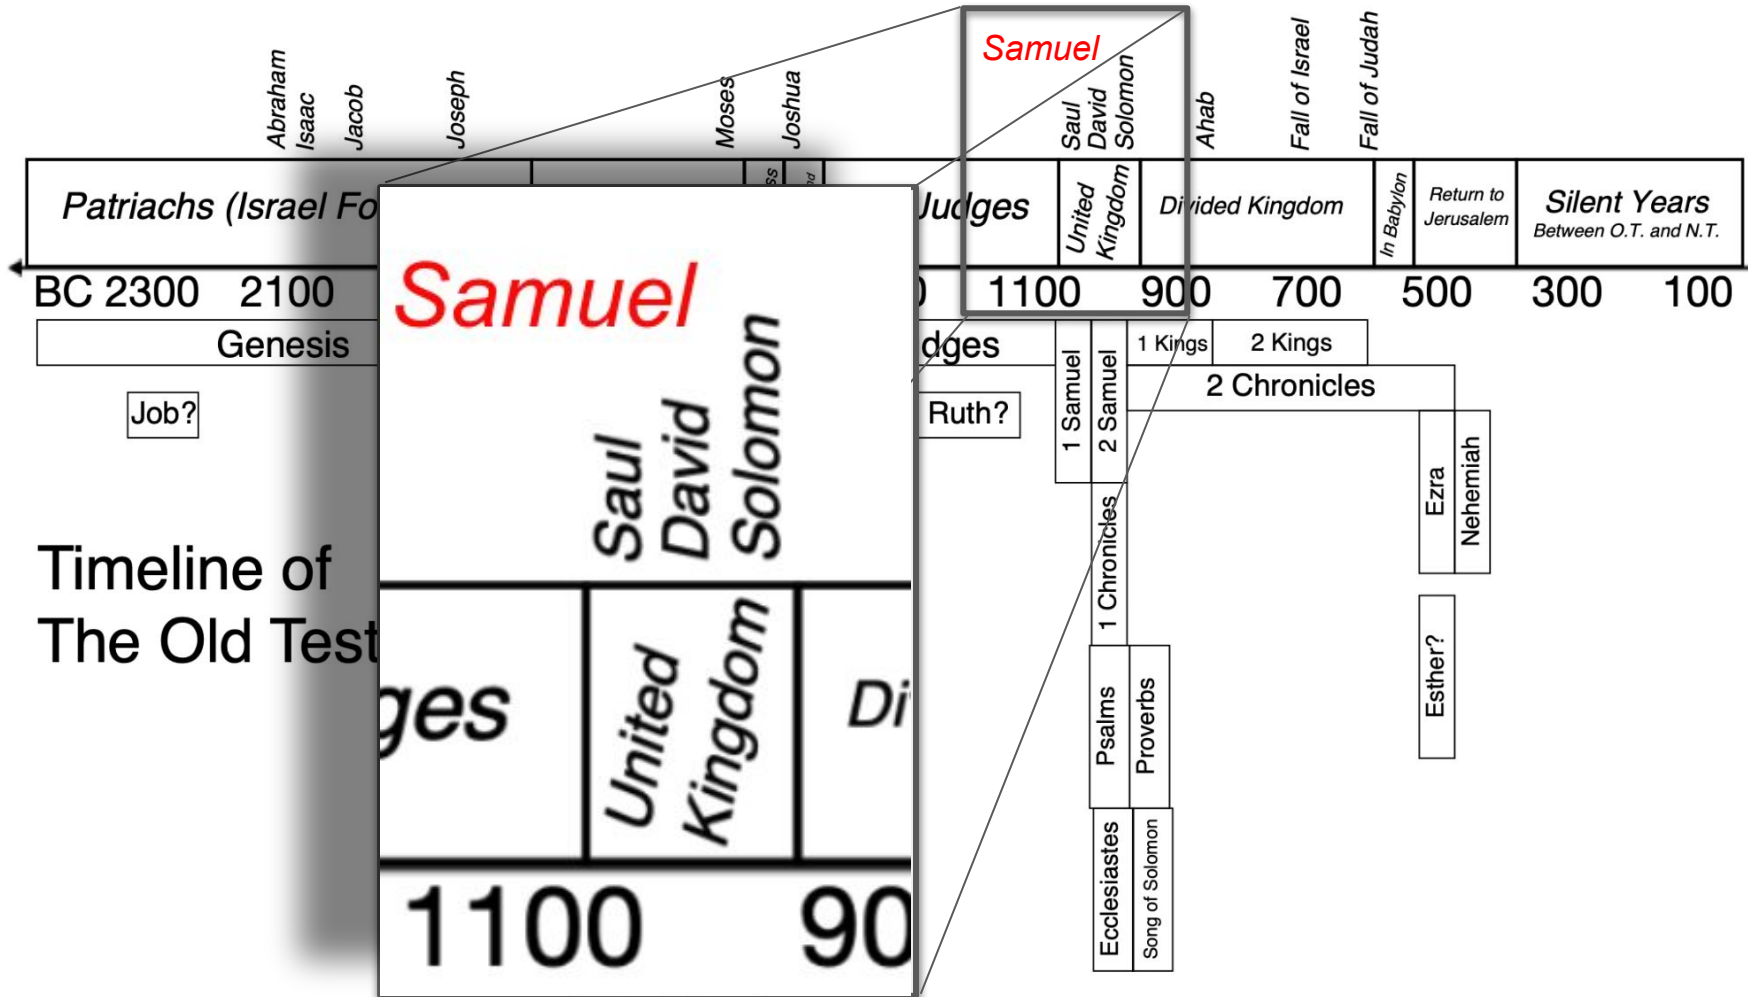 Samuel
Abraham
Isaac
Jacob
Joseph
Moses
Joshua
Saul
David
Solomon
Ahab
Fall of Israel
Fall of Judah
Patriachs (Israel Fo
Judges
United
Kingdom
Divided Kingdom
In Babylon
Return to
Jerusalem
Silent Years
Between O.T. and N.T.
BC 2300 2100 1100 900 700 500 300 100
Genesis
dges
1 Kings
2 Kings
2 Chronicles
Job?
Ruth?
1 Samuel
2 Samuel
1 Chronicles
Ezra
Nehemiah
Esther?
Psalms
Proverbs
Ecclesiastes
Song of Solomon
Timeline of
The Old Test
Samuel
Saul
David
Solomon
ges
United
Kingdom
Di
1100 90